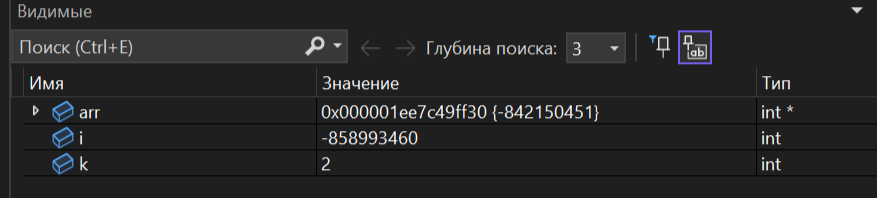 Видимые
Поиск (Ctrl+E) Глубина поиска: 3
Имя Значение Тип
arr 0x000001ee7c49ff30 {-842150451} int *
i -858993460 int
k 2 int